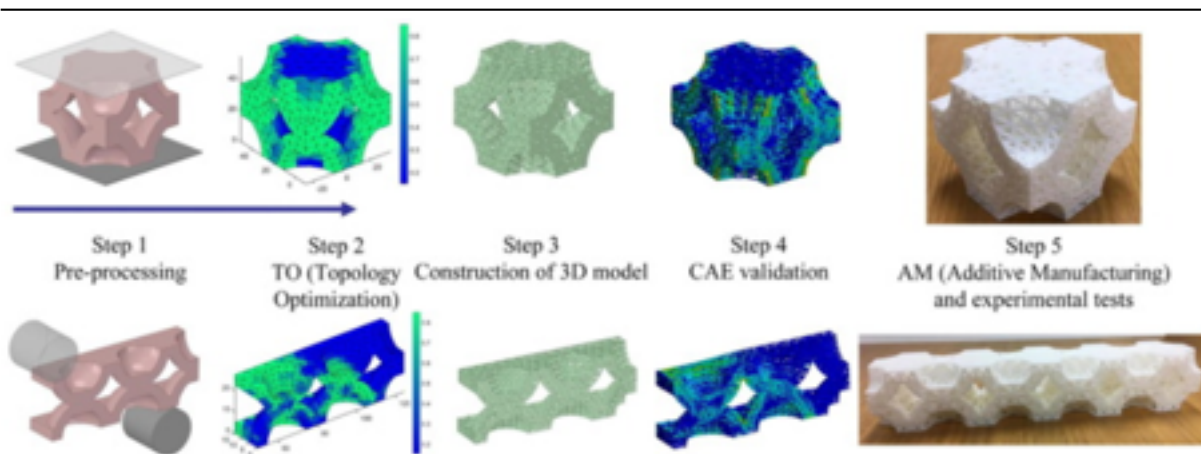 Step 1
Pre-processing
Step 2
TO (Topology
Optimization)
Step 3
Construction of 3D model
Step 4
CAE validation
Step 5
AM (Additive Manufacturing)
and experimental tests